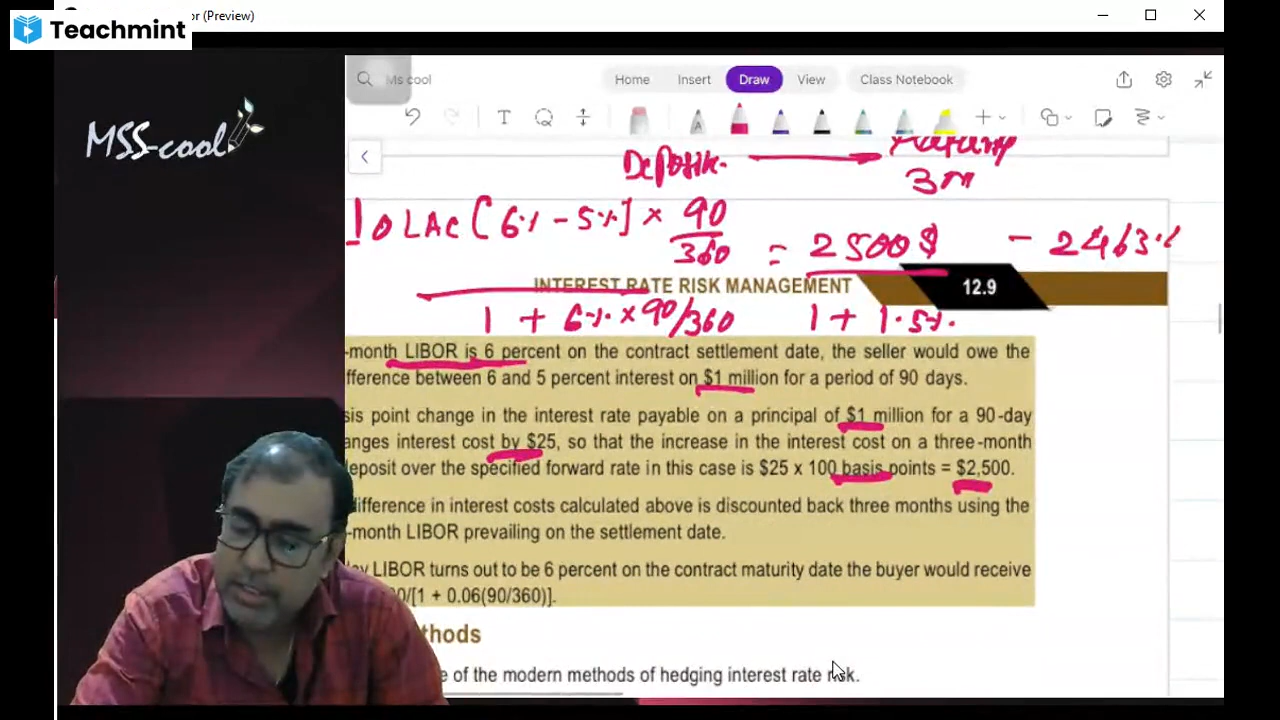 or (Preview)
Teachmint
Ms cool
Home Insert Draw View Class Notebook
MSS-cool
Deposit
3m
10 LAC [6% - 5%] × 90
360
= 2500 $
INTEREST RATE RISK MANAGEMENT
12.9
1 + 6% × 90/360
1 + 1.5%
-month LIBOR is 6 percent on the contract settlement date, the seller would owe the
fference between 6 and 5 percent interest on $1 million for a period of 90 days.
sis point change in the interest rate payable on a principal of $1 million for a 90-day
anges interest cost by $25, so that the increase in the interest cost on a three-month
eposit over the specified forward rate in this case is $25 x 100 basis points = $2,500.
ifference in interest costs calculated above is discounted back three months using the
-month LIBOR prevailing on the settlement date.
LIBOR turns out to be 6 percent on the contract maturity date the buyer would receive
/[1 + 0.06(90/360)].
thods
e of the modern methods of hedging interest rate risk.